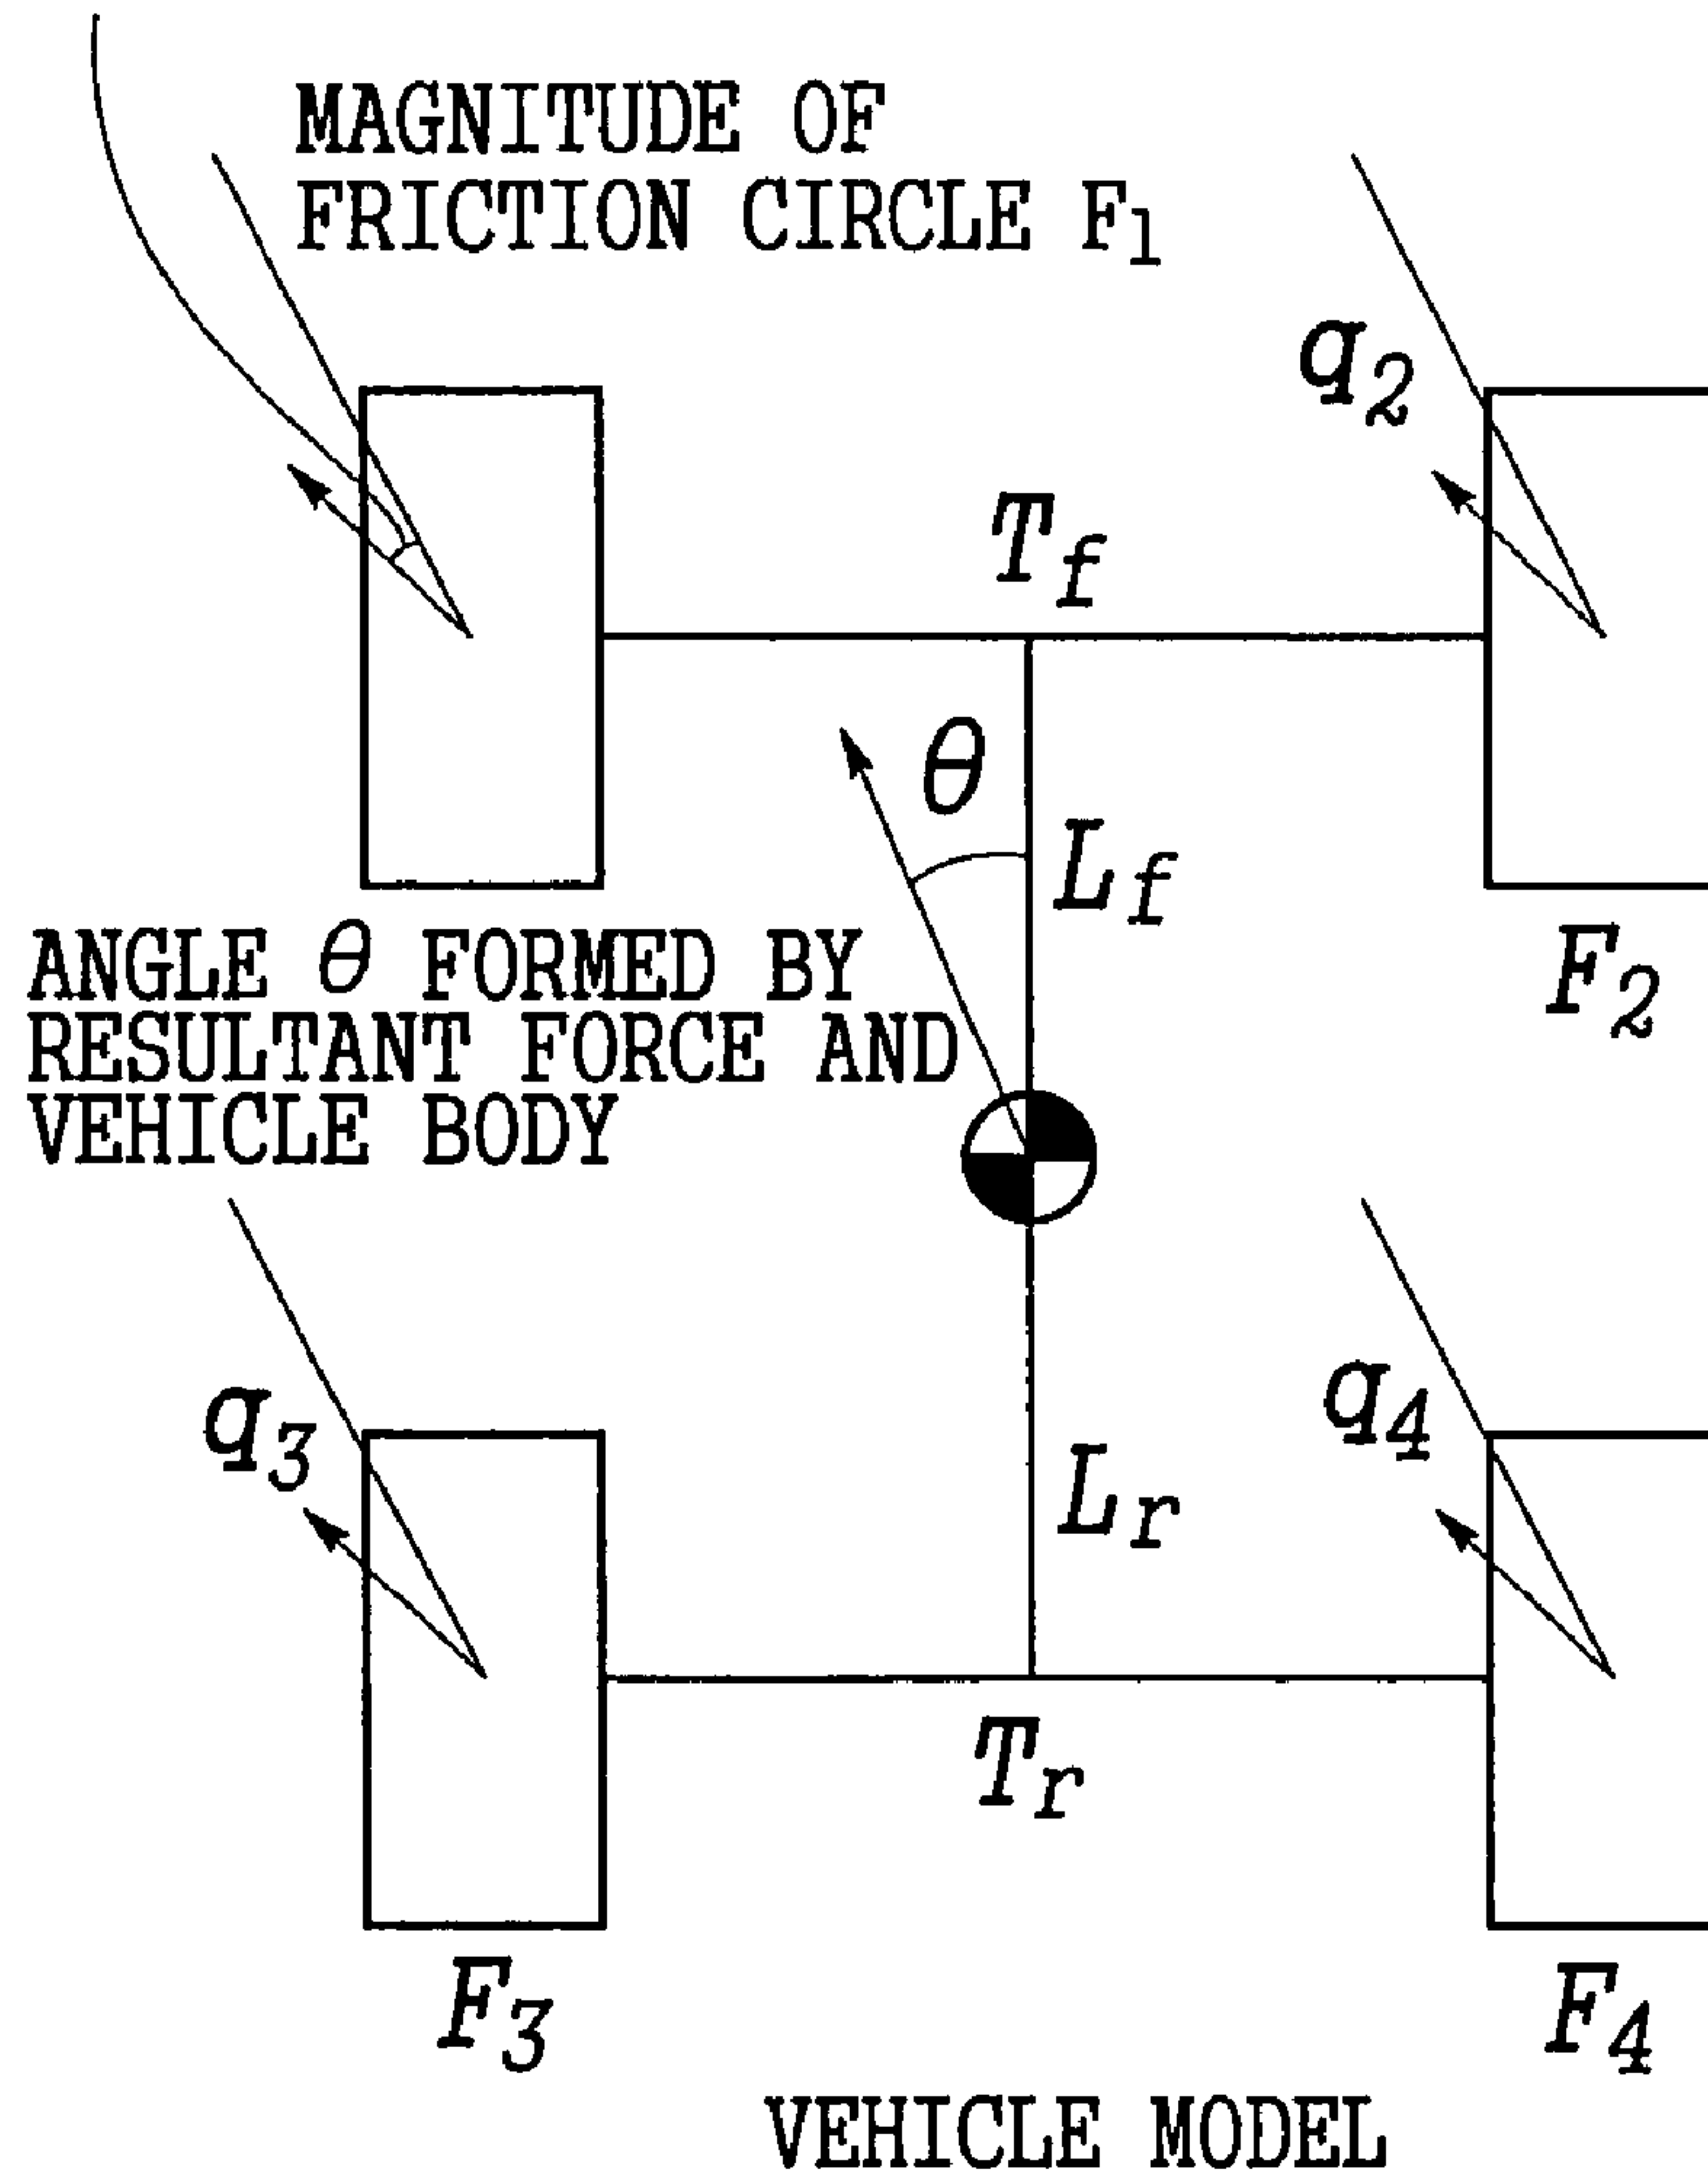 MAGNITUDE OF
FRICTION CIRCLE F1
q2
Tf
θ
Lf
F2
ANGLE θ FORMED BY
RESULTANT FORCE AND
VEHICLE BODY
q3
q4
Lr
Tr
F3
F4
VEHICLE MODEL